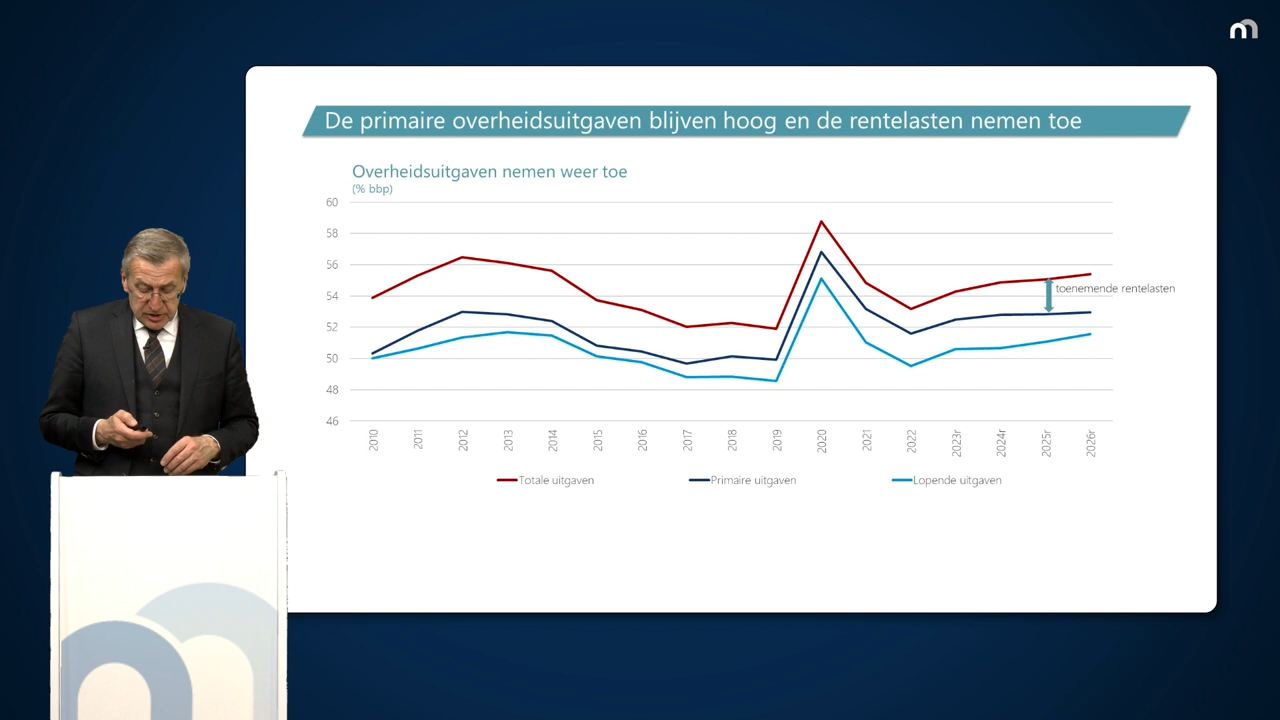 De primaire overheidsuitgaven blijven hoog en de rentelasten nemen toe
Overheidsuitgaven nemen weer toe
(% bbp)
60
58
56
54
52
50
48
46
toenemende rentelasten
2010
2011
2012
2013
2014
2015
2016
2017
2018
2019
2020
2021
2022
2023r
2024r
2025r
2026r
Totale uitgaven
Primaire uitgaven
Lopende uitgaven